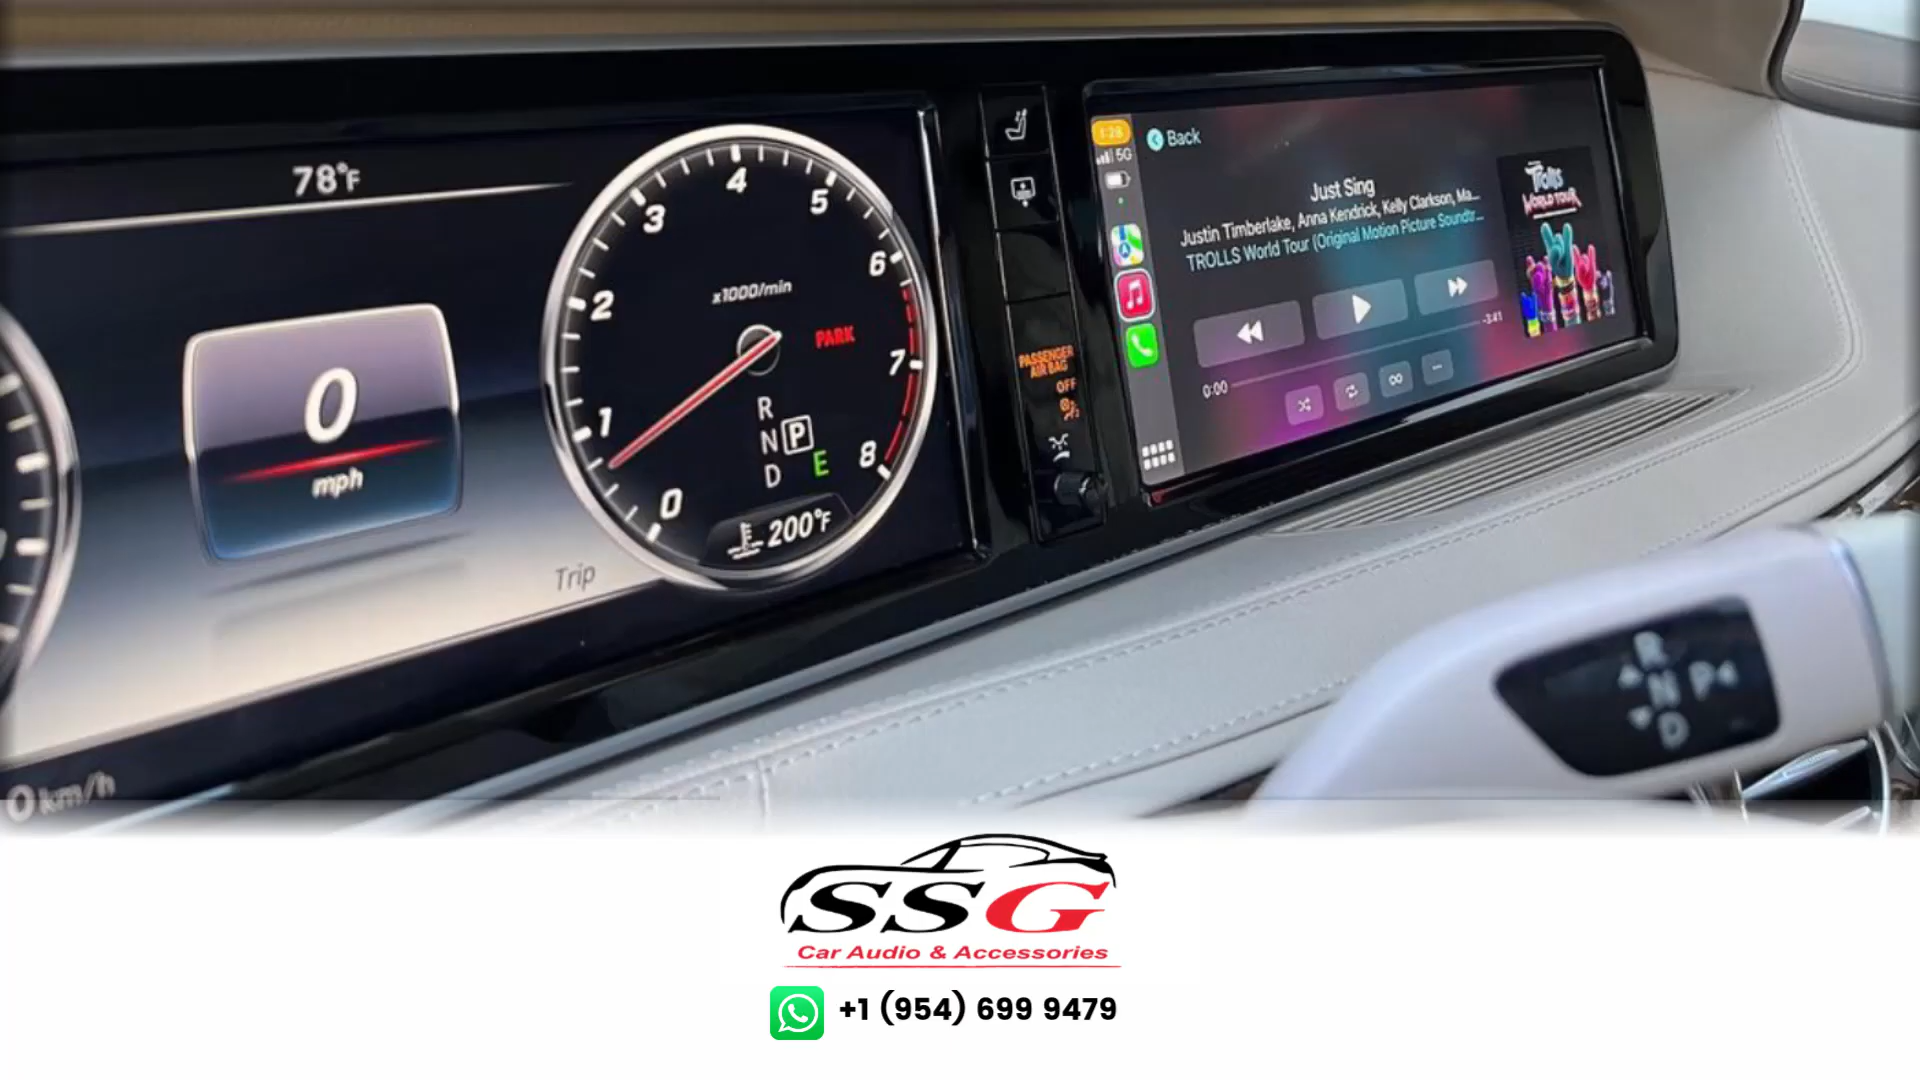 78°F
0
mph
0
1
2
3
4
5
6
7
8
x1000/min
PARK
R
N P
D E
200°F
Trip
0 km/h
PASSENGER
AIR BAG
OFF
1:28
5G
Back
Just Sing
Justin Timberlake, Anna Kendrick, Kelly Clarkson, Ma...
TROLLS World Tour (Original Motion Picture Soundtr...
0:00
-3:41
Trolls
WORLD TOUR
R
N P
D
SSG
Car Audio & Accessories
+1 (954) 699 9479